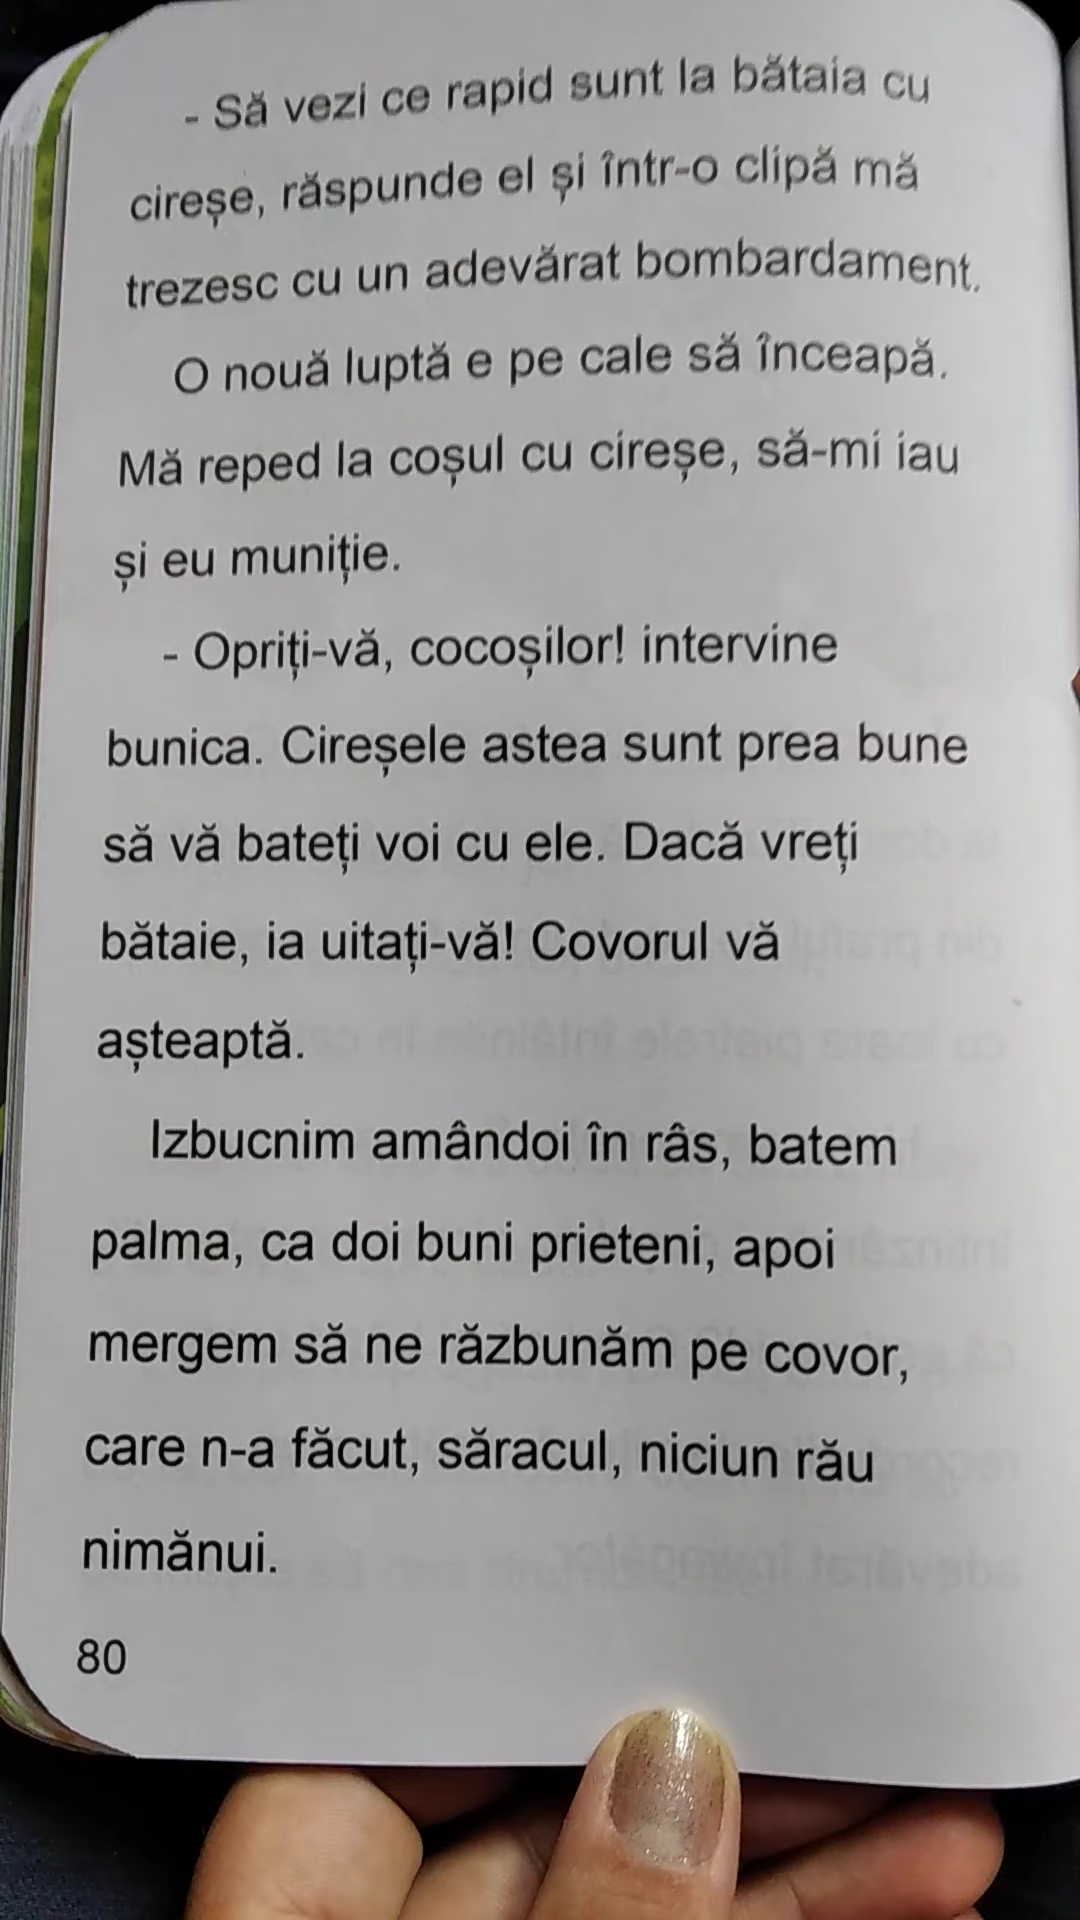 - Să vezi ce rapid sunt la bătaia cu
cireșe, răspunde el și într-o clipă mă
trezesc cu un adevărat bombardament.
O nouă luptă e pe cale să înceapă.
Mă reped la coșul cu cireșe, să-mi iau
și eu muniție.
- Opriți-vă, cocoșilor! intervine
bunica. Cireșele astea sunt prea bune
să vă bateți voi cu ele. Dacă vreți
bătaie, ia uitați-vă! Covorul vă
așteaptă.
Izbucnim amândoi în râs, batem
palma, ca doi buni prieteni, apoi
mergem să ne răzbunăm pe covor,
care n-a făcut, săracul, niciun rău
nimănui.
80